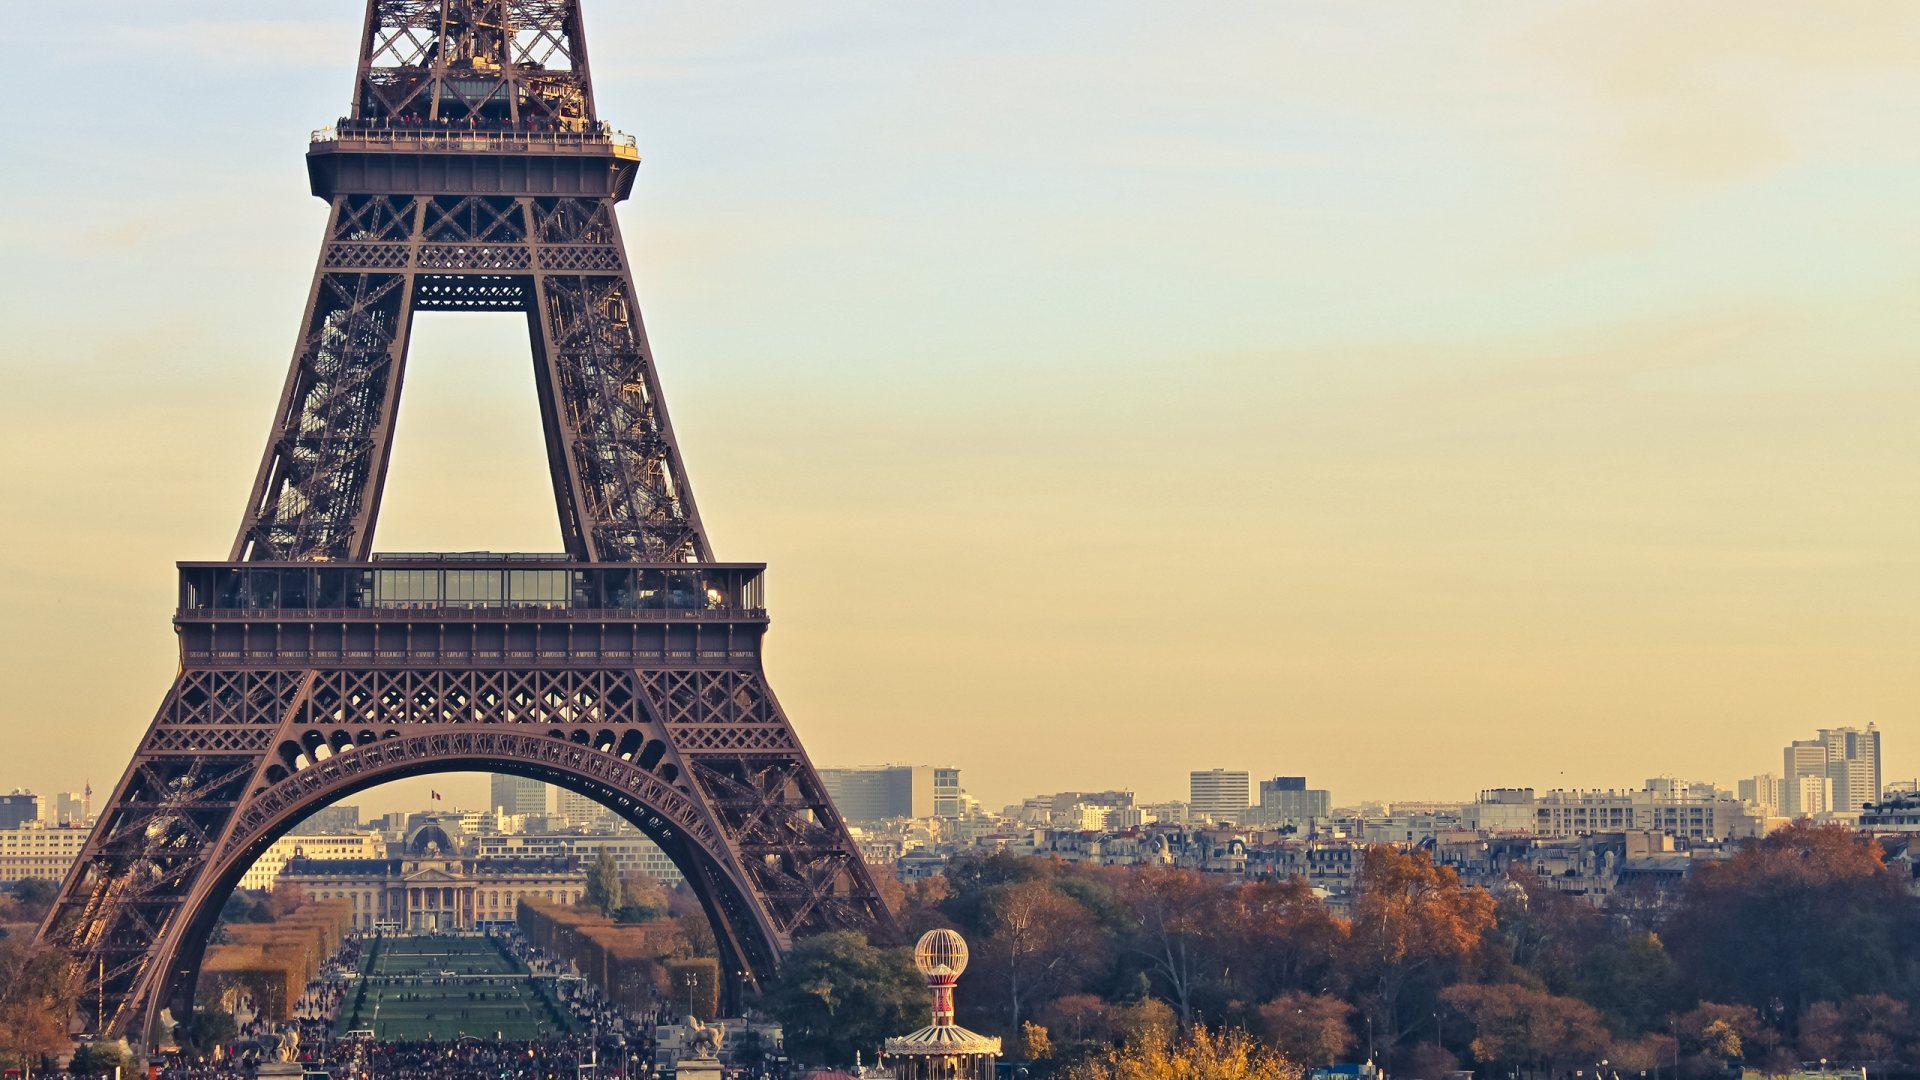 SEGUIN • LALANDE • TRESCA • PONCELET • BRESSE • LAGRANGE • BELANGER • CUVIER • LAPLACE • DULONG • CHASLES • LAVOISIER • AMPERE • CHEVREUL • FLACHAT • NAVIER • LEGENDRE • CHAPTAL